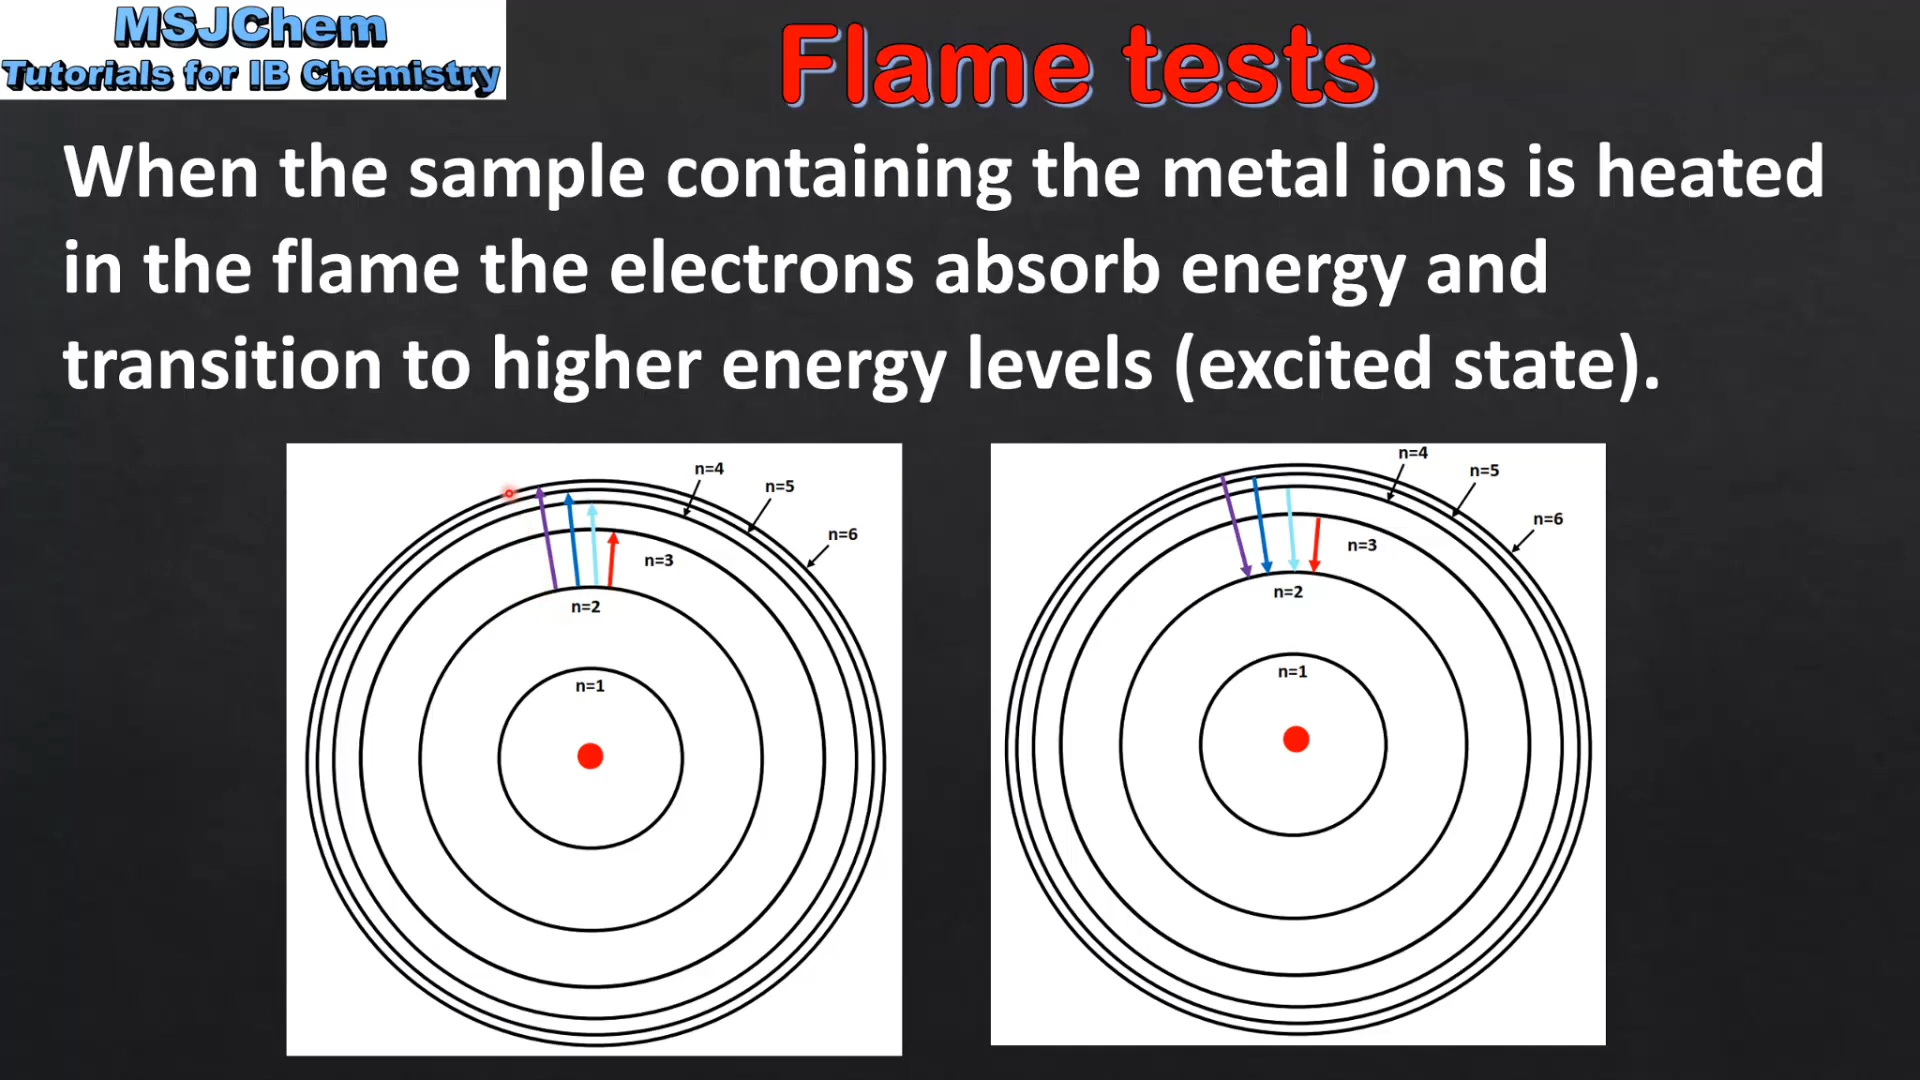 MSJChem
Tutorials for IB Chemistry
Flame tests
When the sample containing the metal ions is heated
in the flame the electrons absorb energy and
transition to higher energy levels (excited state).
n=4
n=5
n=6
n=3
n=2
n=1
n=4
n=5
n=6
n=3
n=2
n=1